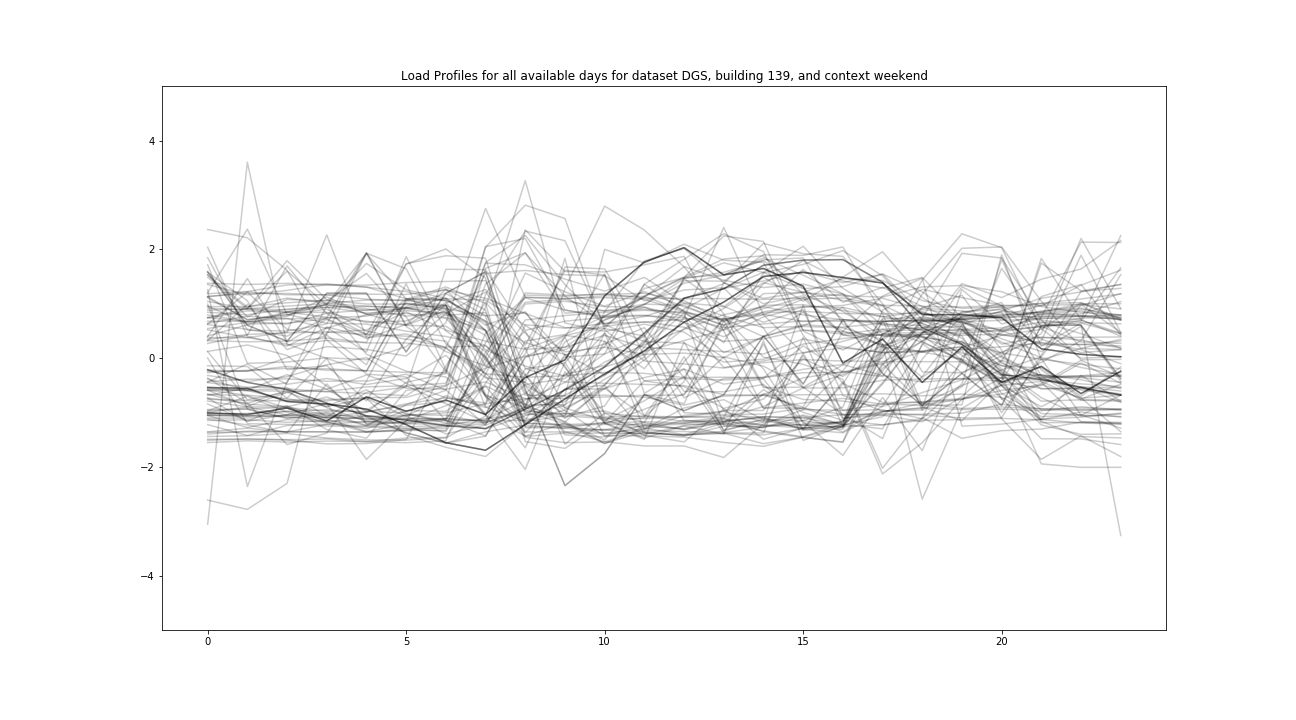 Load Profiles for all available days for dataset DGS, building 139, and context weekend
4
2
0
−2
−4
0 5 10 15 20